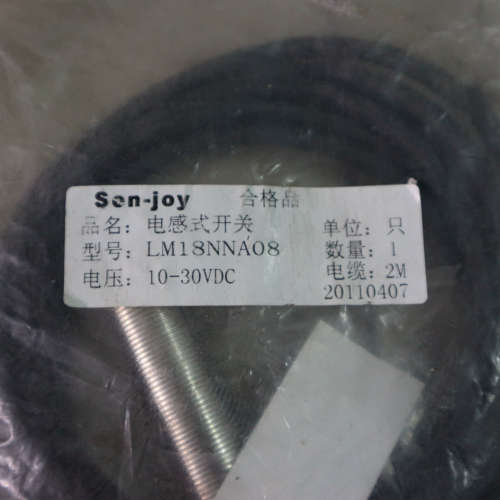 Sen-joy 合格品
品名: 电感式开关 单位: 只
型号: LM18NNA08 数量: 1
电压: 10-30VDC 电缆: 2M
20110407